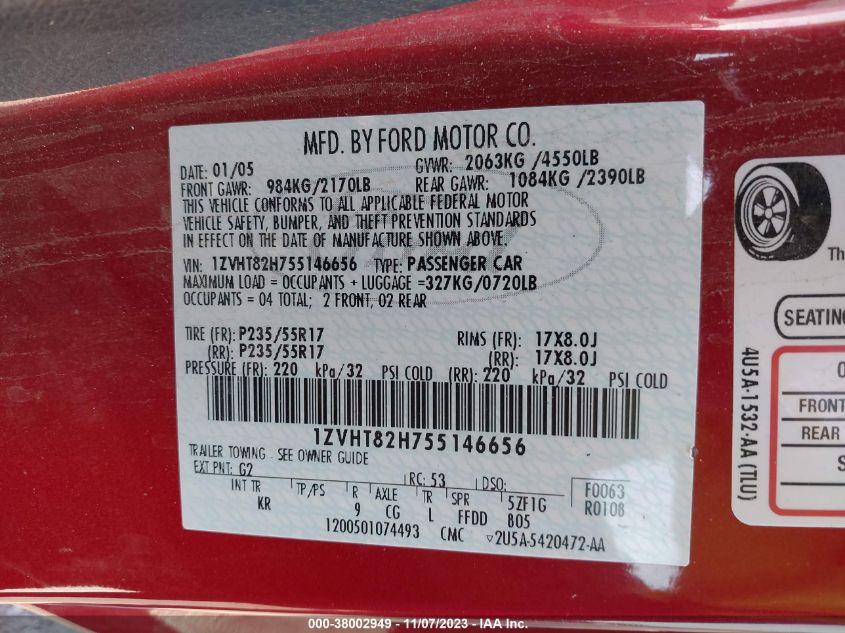 MFD. BY FORD MOTOR CO.
DATE: 01/05 GVWR: 2063KG /4550LB
FRONT GAWR: 984KG/2170LB REAR GAWR: 1084KG /2390LB
THIS VEHICLE CONFORMS TO ALL APPLICABLE FEDERAL MOTOR
VEHICLE SAFETY, BUMPER, AND THEFT PREVENTION STANDARDS
IN EFFECT ON THE DATE OF MANUFACTURE SHOWN ABOVE.
VIN: 1ZVHT82H755146656 TYPE: PASSENGER CAR
MAXIMUM LOAD = OCCUPANTS + LUGGAGE =327KG/0720LB
OCCUPANTS = 04 TOTAL; 2 FRONT, 02 REAR
TIRE (FR): P235/55R17 RIMS (FR): 17X8.0J
(RR): P235/55R17 (RR): 17X8.0J
PRESSURE (FR): 220 kPa/32 PSI COLD (RR): 220 kPa/32 PSI COLD
1ZVHT82H755146656
TRAILER TOWING - SEE OWNER GUIDE
EXT PNT: G2 RC: 53 DSO: F0063
INT TR TP/PS R AXLE TR SPR 5ZF1G R0108
KR 9 CG L FFDD B05
1200501074493 CMC ▽2U5A-5420472-AA
Th
SEATING
4U5A-1532-AA (TLU)
FRONT
REAR
S
000-38002949 - 11/07/2023 - IAA Inc.